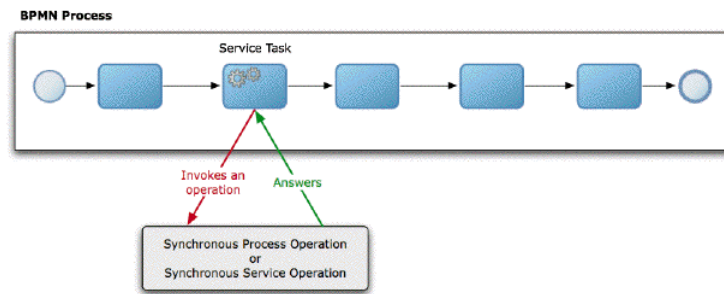 BPMN Process
Service Task
Invokes an
operation
Answers
Synchronous Process Operation
or
Synchronous Service Operation